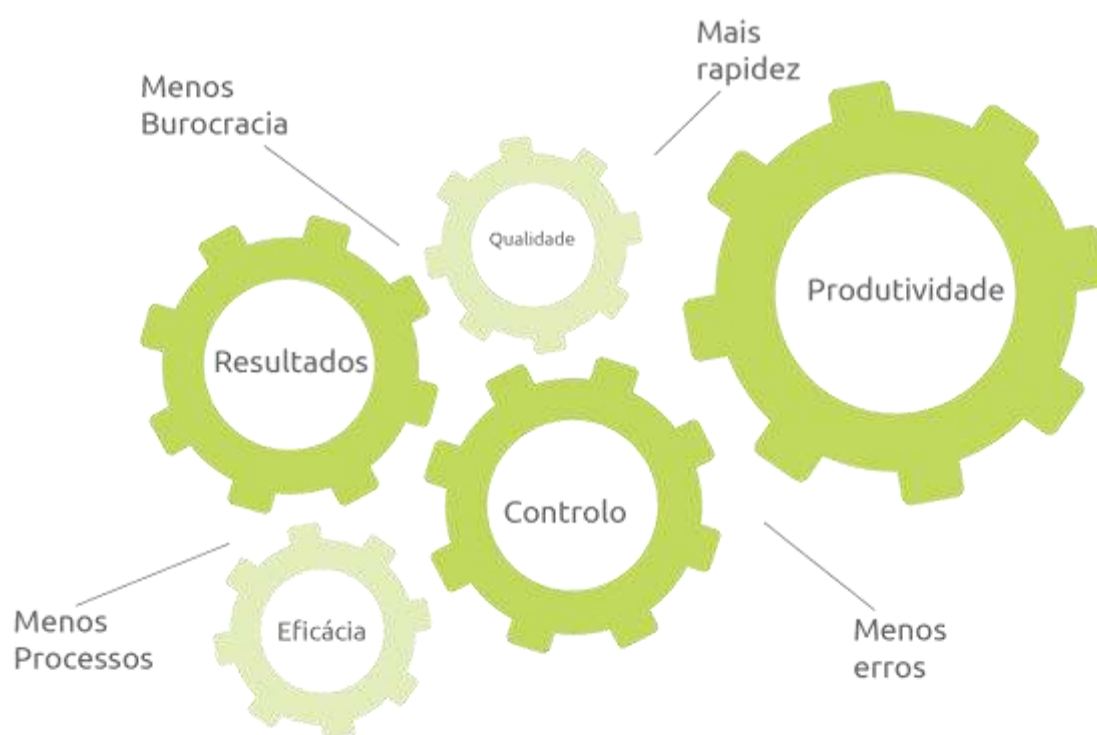 Mais
rapidez
Menos
Burocracia
Qualidade
Produtividade
Resultados
Controlo
Menos
Processos
Eficácia
Menos
erros